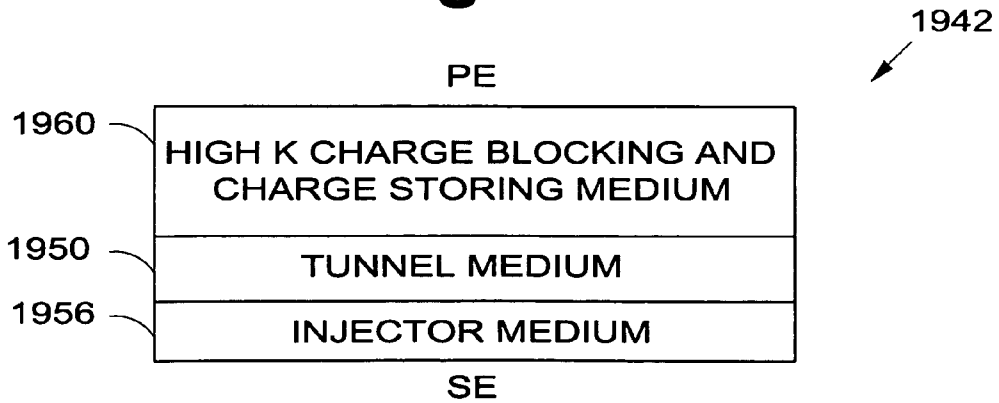 1942
PE
1960
HIGH K CHARGE BLOCKING AND
CHARGE STORING MEDIUM
1950
TUNNEL MEDIUM
1956
INJECTOR MEDIUM
SE